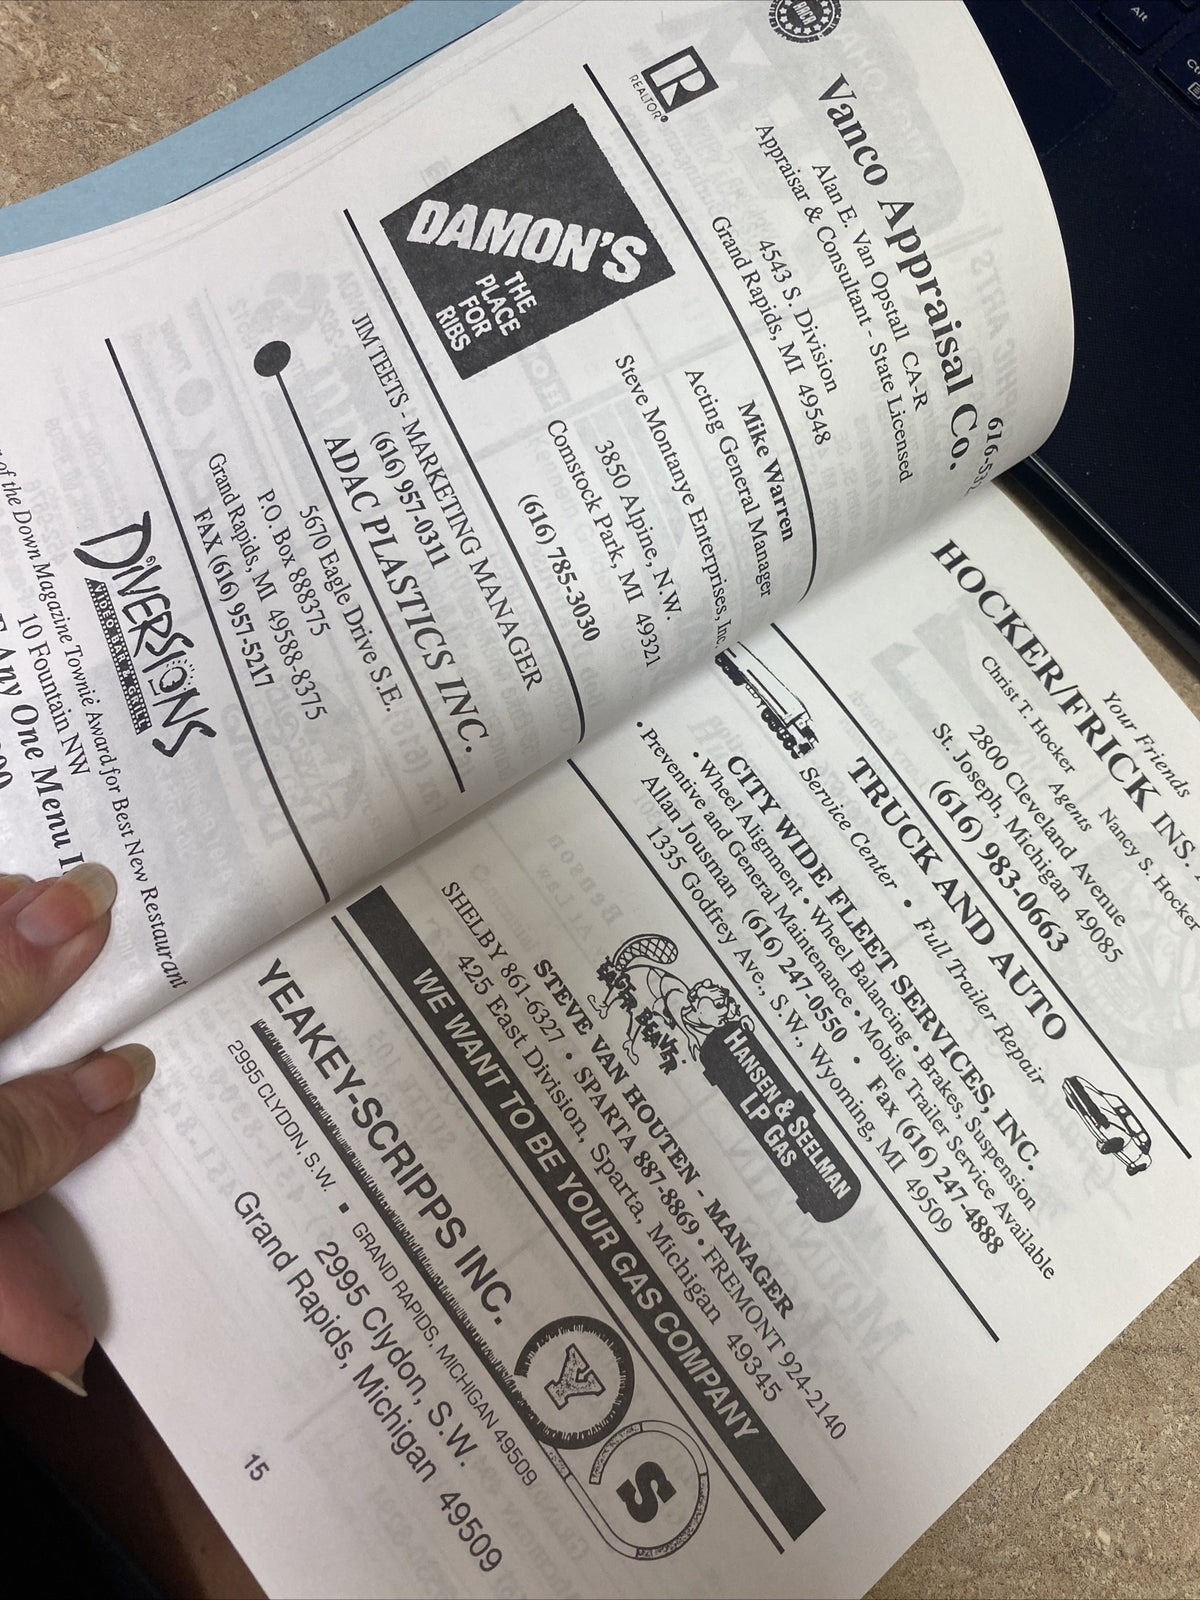 Vanco Appraisal Co.
Alan E. Van Opstall CA-R
Appraisar & Consultant - State Licensed
4543 S. Division
Grand Rapids, MI 49548
616-532
REALTOR®
DAMON'S
THE
PLACE
FOR
RIBS
Mike Warren
Acting General Manager
Steve Montanye Enterprises, Inc.
3850 Alpine, N.W.
Comstock Park, MI 49321
(616) 785-3030
JIM TEETS - MARKETING MANAGER
(616) 957-0311
ADAC PLASTICS INC.
5670 Eagle Drive S.E.
P.O. Box 888375
Grand Rapids, MI 49588-8375
FAX (616) 957-5217
DIVERSIONS
VIDEO BAR & GRILL
of the Down Magazine Townie Award for Best New Restaurant
10 Fountain NW
Any One Menu
HOCKER/FRICK INS.
Your Friends
Christ T. Hocker Agents Nancy S. Hocker
2800 Cleveland Avenue
St. Joseph, Michigan 49085
(616) 983-0663
TRUCK AND AUTO
Service Center • Full Trailer Repair
CITY WIDE FLEET SERVICES, INC.
• Wheel Alignment • Wheel Balancing • Brakes, Suspension
• Preventive and General Maintenance • Mobile Trailer Service Available
Allan Jousman (616) 247-0550 • Fax (616) 247-4888
1335 Godfrey Ave., S.W., Wyoming, MI 49509
EAGER BEAVER
HANSEN & SEELMAN
LP GAS
STEVE VAN HOUTEN - MANAGER
SHELBY 861-6327 • SPARTA 887-8869 • FREMONT 924-2140
425 East Division, Sparta, Michigan 49345
WE WANT TO BE YOUR GAS COMPANY
YEAKEY-SCRIPPS INC.
Y S
2995 CLYDON, S.W. • GRAND RAPIDS, MICHIGAN 49509
2995 Clydon, S.W.
Grand Rapids, Michigan 49509
15